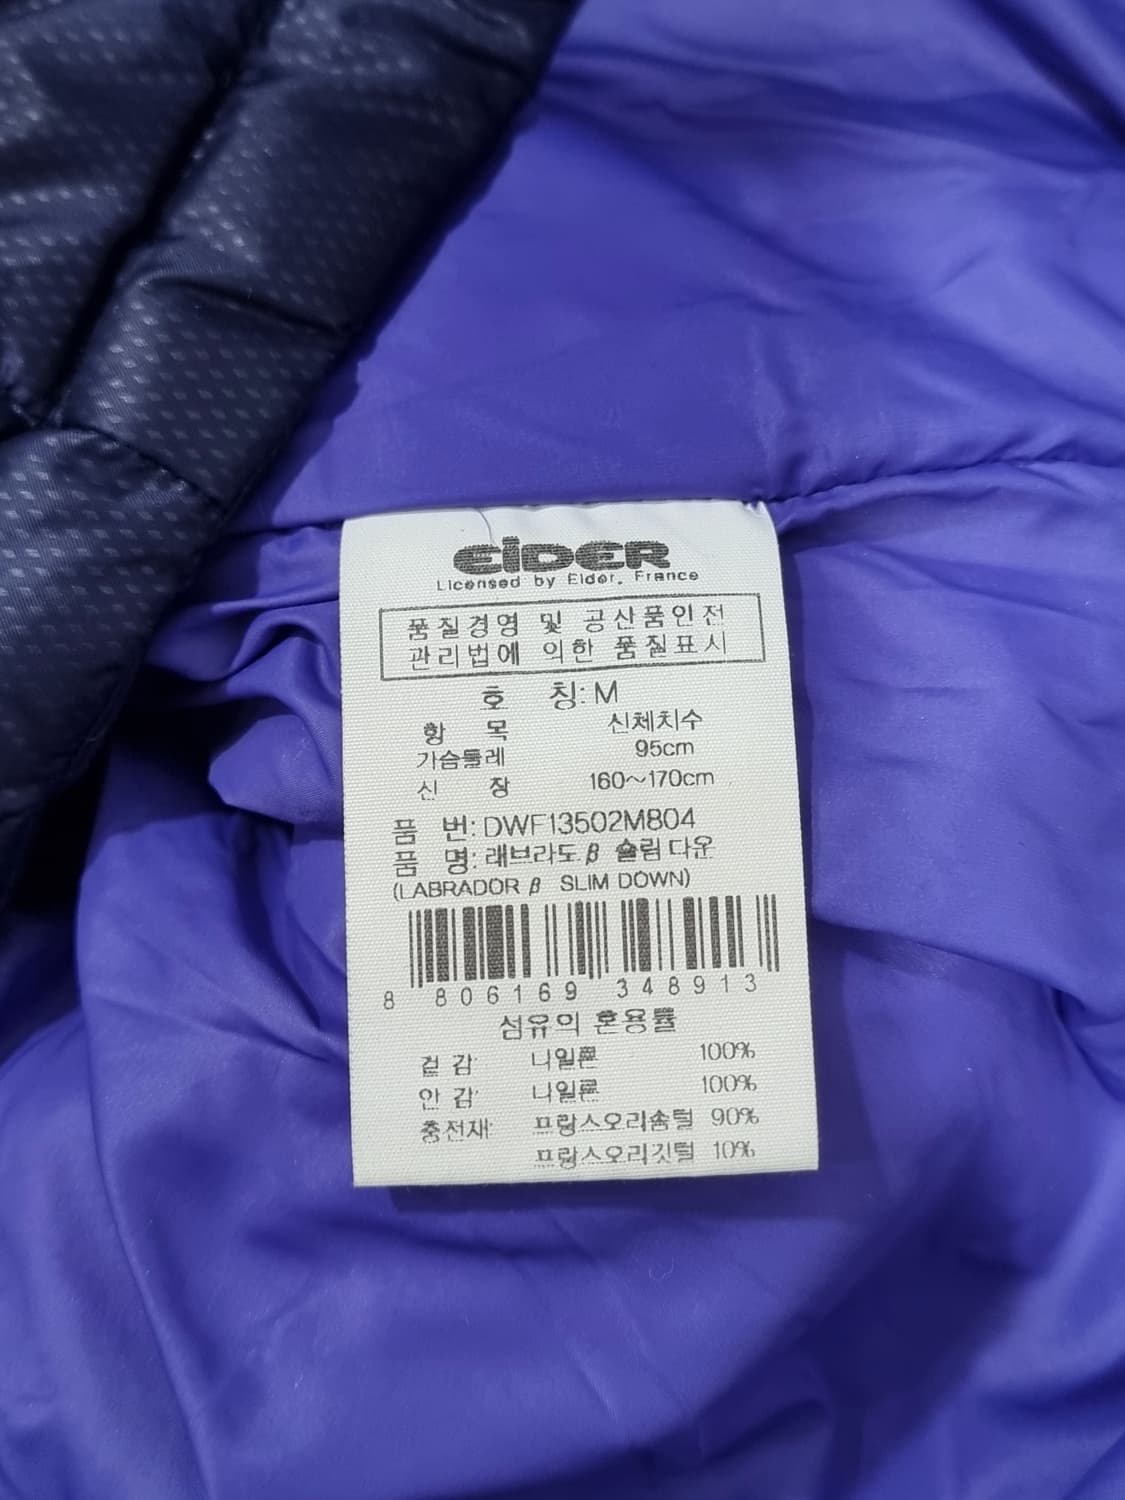 EiDER
Licensed by Eider, France
품질경영 및 공산품안전
관리법에 의한 품질표시
호 칭: M
항 목 신체치수
가슴둘레 95cm
신 장 160~170cm
품 번: DWF13502M804
품 명: 래브라도 β 슬림다운
(LABRADOR β SLIM DOWN)
8 806169 348913
섬유의 혼용률
겉감 나일론 100%
안감 나일론 100%
충전재 프랑스오리솜털 90%
프랑스오리깃털 10%